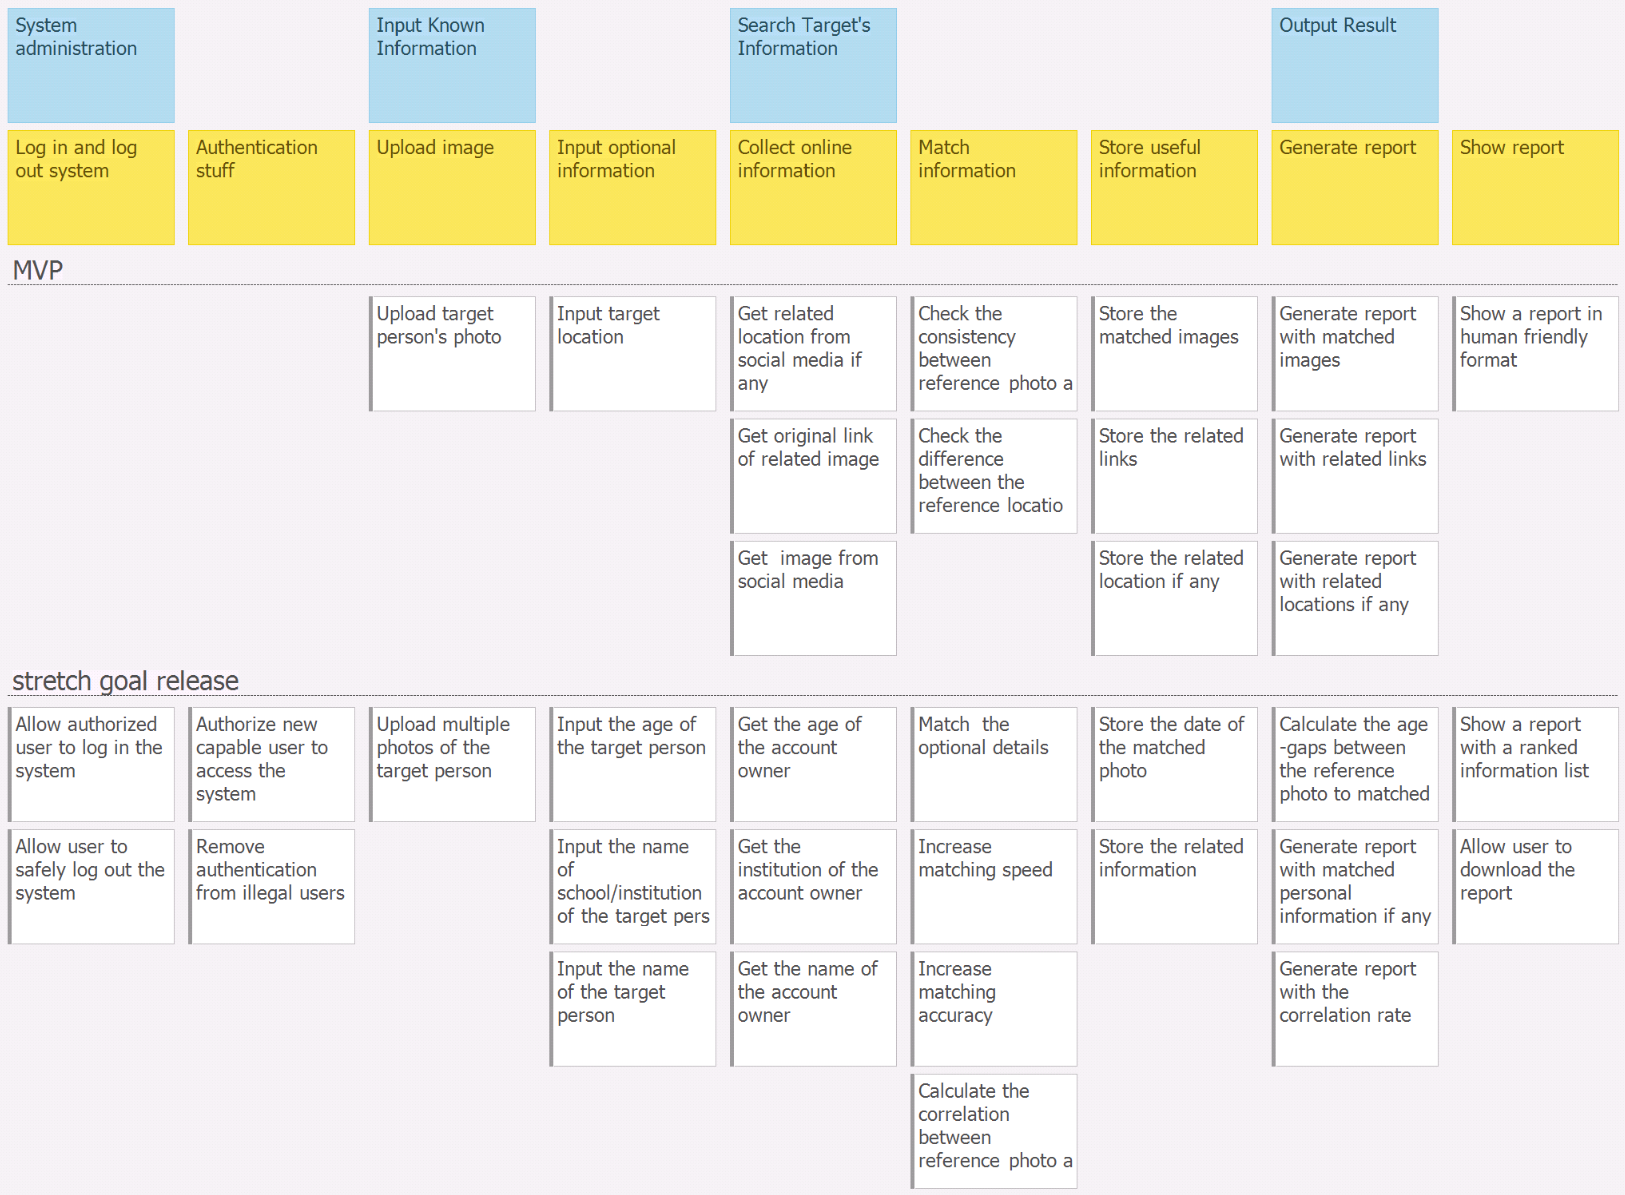 System
administration
Input Known
Information
Search Target's
Information
Output Result
Log in and log
out system
Authentication
stuff
Upload image
Input optional
information
Collect online
information
Match
information
Store useful
information
Generate report
Show report
MVP
Upload target
person's photo
Input target
location
Get related
location from
social media if
any
Check the
consistency
between
reference photo a
Store the
matched images
Generate report
with matched
images
Show a report in
human friendly
format
Get original link
of related image
Check the
difference
between the
reference locatio
Store the related
links
Generate report
with related links
Get image from
social media
Store the related
location if any
Generate report
with related
locations if any
stretch goal release
Allow authorized
user to log in the
system
Authorize new
capable user to
access the
system
Upload multiple
photos of the
target person
Input the age of
the target person
Get the age of
the account
owner
Match the
optional details
Store the date of
the matched
photo
Calculate the age
-gaps between
the reference
photo to matched
Show a report
with a ranked
information list
Allow user to
safely log out the
system
Remove
authentication
from illegal users
Input the name
of
school/institution
of the target pers
Get the
institution of the
account owner
Increase
matching speed
Store the related
information
Generate report
with matched
personal
information if any
Allow user to
download the
report
Input the name
of the target
person
Get the name of
the account
owner
Increase
matching
accuracy
Generate report
with the
correlation rate
Calculate the
correlation
between
reference photo a